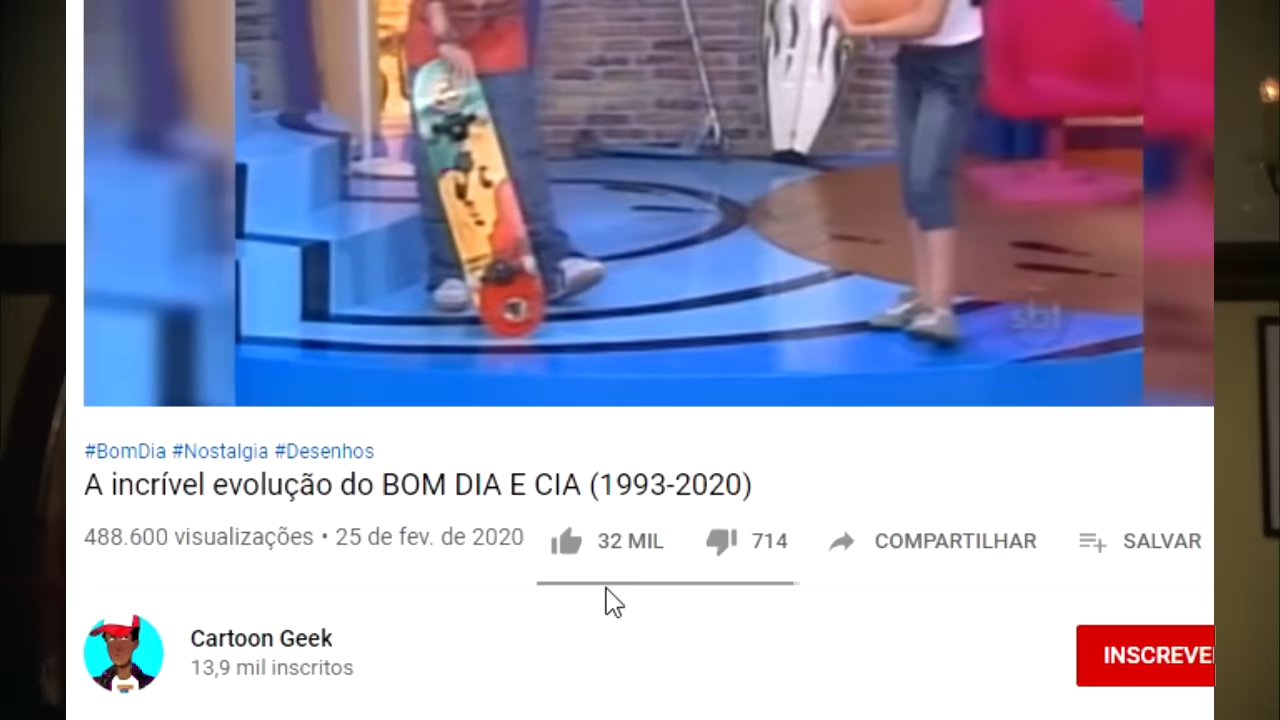 sbt
#BomDia #Nostalgia #Desenhos
A incrível evolução do BOM DIA E CIA (1993-2020)
488.600 visualizações • 25 de fev. de 2020
32 MIL
714
COMPARTILHAR
SALVAR
Cartoon Geek
13,9 mil inscritos
INSCREVE